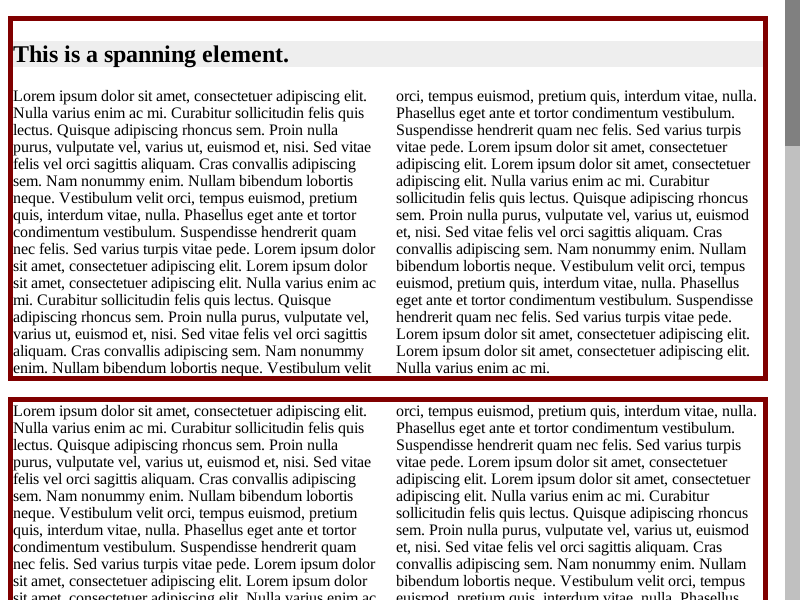 This is a spanning element.
Lorem ipsum dolor sit amet, consectetuer adipiscing elit.
Nulla varius enim ac mi. Curabitur sollicitudin felis quis
lectus. Quisque adipiscing rhoncus sem. Proin nulla
purus, vulputate vel, varius ut, euismod et, nisi. Sed vitae
felis vel orci sagittis aliquam. Cras convallis adipiscing
sem. Nam nonummy enim. Nullam bibendum lobortis
neque. Vestibulum velit orci, tempus euismod, pretium
quis, interdum vitae, nulla. Phasellus eget ante et tortor
condimentum vestibulum. Suspendisse hendrerit quam
nec felis. Sed varius turpis vitae pede. Lorem ipsum dolor
sit amet, consectetuer adipiscing elit. Lorem ipsum dolor
sit amet, consectetuer adipiscing elit. Nulla varius enim ac
mi. Curabitur sollicitudin felis quis lectus. Quisque
adipiscing rhoncus sem. Proin nulla purus, vulputate vel,
varius ut, euismod et, nisi. Sed vitae felis vel orci sagittis
aliquam. Cras convallis adipiscing sem. Nam nonummy
enim. Nullam bibendum lobortis neque. Vestibulum velit
orci, tempus euismod, pretium quis, interdum vitae, nulla.
Phasellus eget ante et tortor condimentum vestibulum.
Suspendisse hendrerit quam nec felis. Sed varius turpis
vitae pede. Lorem ipsum dolor sit amet, consectetuer
adipiscing elit. Lorem ipsum dolor sit amet, consectetuer
adipiscing elit. Nulla varius enim ac mi. Curabitur
sollicitudin felis quis lectus. Quisque adipiscing rhoncus
sem. Proin nulla purus, vulputate vel, varius ut, euismod
et, nisi. Sed vitae felis vel orci sagittis aliquam. Cras
convallis adipiscing sem. Nam nonummy enim. Nullam
bibendum lobortis neque. Vestibulum velit orci, tempus
euismod, pretium quis, interdum vitae, nulla. Phasellus
eget ante et tortor condimentum vestibulum. Suspendisse
hendrerit quam nec felis. Sed varius turpis vitae pede.
Lorem ipsum dolor sit amet, consectetuer adipiscing elit.
Lorem ipsum dolor sit amet, consectetuer adipiscing elit.
Nulla varius enim ac mi.
Lorem ipsum dolor sit amet, consectetuer adipiscing elit.
Nulla varius enim ac mi. Curabitur sollicitudin felis quis
lectus. Quisque adipiscing rhoncus sem. Proin nulla
purus, vulputate vel, varius ut, euismod et, nisi. Sed vitae
felis vel orci sagittis aliquam. Cras convallis adipiscing
sem. Nam nonummy enim. Nullam bibendum lobortis
neque. Vestibulum velit orci, tempus euismod, pretium
quis, interdum vitae, nulla. Phasellus eget ante et tortor
condimentum vestibulum. Suspendisse hendrerit quam
nec felis. Sed varius turpis vitae pede. Lorem ipsum dolor
sit amet, consectetuer adipiscing elit. Lorem ipsum dolor
sit amet, consectetuer adipiscing elit. Nulla varius enim ac
orci, tempus euismod, pretium quis, interdum vitae, nulla.
Phasellus eget ante et tortor condimentum vestibulum.
Suspendisse hendrerit quam nec felis. Sed varius turpis
vitae pede. Lorem ipsum dolor sit amet, consectetuer
adipiscing elit. Lorem ipsum dolor sit amet, consectetuer
adipiscing elit. Nulla varius enim ac mi. Curabitur
sollicitudin felis quis lectus. Quisque adipiscing rhoncus
sem. Proin nulla purus, vulputate vel, varius ut, euismod
et, nisi. Sed vitae felis vel orci sagittis aliquam. Cras
convallis adipiscing sem. Nam nonummy enim. Nullam
bibendum lobortis neque. Vestibulum velit orci, tempus
euismod, pretium quis, interdum vitae, nulla. Phasellus